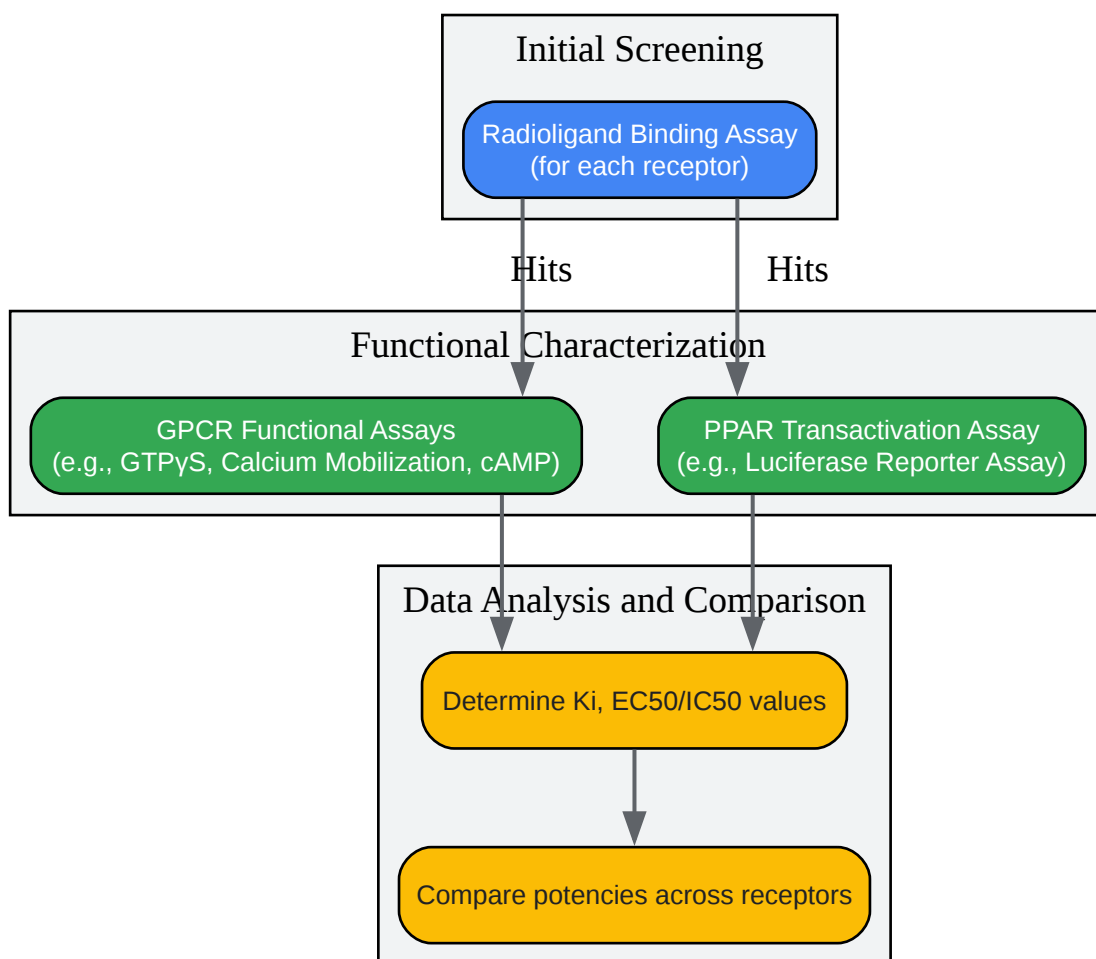 Initial Screening
Radioligand Binding Assay
(for each receptor)
Hits
Hits
Functional Characterization
GPCR Functional Assays
(e.g., GTPγS, Calcium Mobilization, cAMP)
PPAR Transactivation Assay
(e.g., Luciferase Reporter Assay)
Data Analysis and Comparison
Determine Ki, EC50/IC50 values
Compare potencies across receptors